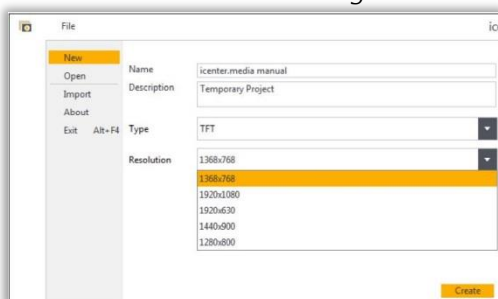 File
ic
New
Open
Import
About
Exit Alt+F4
Name icenter.media manual
Description Temporary Project
Type TFT
Resolution 1368x768
1368x768
1920x1080
1920x630
1440x900
1280x800
Create